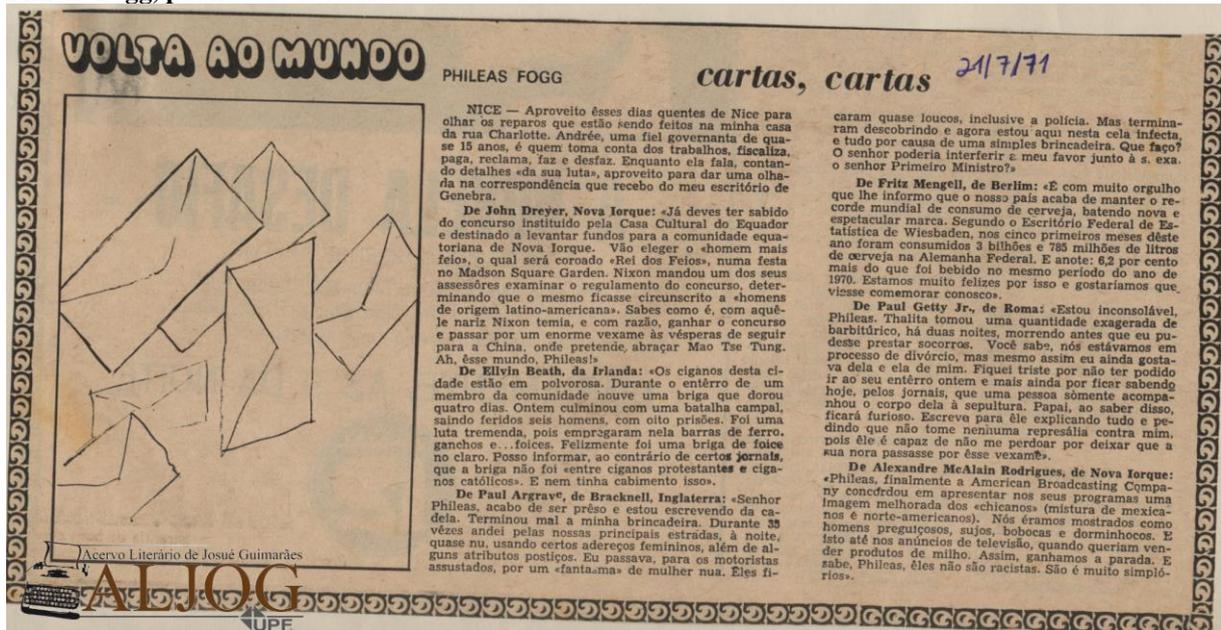 VOLTA AO MUNDO
PHILEAS FOGG
cartas, cartas
21/7/71
NICE — Aproveito êsses dias quentes de Nice para
olhar os reparos que estão sendo feitos na minha casa
da rua Charlotte. Andrée, uma fiel governanta de qua-
se 15 anos, é quem toma conta dos trabalhos, fiscaliza,
paga, reclama, faz e desfaz. Enquanto ela fala, contan-
do detalhes «da sua luta», aproveito para dar uma olha-
da na correspondência que recebo do meu escritório de
Genebra.
De John Dreyer, Nova Iorque: «Já deves ter sabido
do concurso instituído pela Casa Cultural do Equador
e destinado a levantar fundos para a comunidade equa-
toriana de Nova Iorque. Vão eleger o «homem mais
feio», o qual será coroado «Rei dos Feios», numa festa
no Madson Square Garden. Nixon mandou um dos seus
assessôres examinar o regulamento do concurso, deter-
minando que o mesmo ficasse circunscrito a «homens
de origem latino-americana». Sabes como é, com aquê-
le nariz Nixon temia, e com razão, ganhar o concurso
e passar por um enorme vexame às vésperas de seguir
para a China, onde pretende abraçar Mao Tse Tung.
Ah, êsse mundo, Phileas!»
De Ellvin Beath, da Irlanda: «Os ciganos desta ci-
dade estão em polvorosa. Durante o entêrro de um
membro da comunidade houve uma briga que dorou
quatro dias. Ontem culminou com uma batalha campal,
saindo feridos seis homens, com oito prisões. Foi uma
luta tremenda, pois empregaram nela barras de ferro,
ganchos e...foices. Felizmente foi uma briga de foice
no claro. Posso informar, ao contrário de certos jornais,
que a briga não foi «entre ciganos protestantes e ciga-
nos católicos». E nem tinha cabimento isso».
De Paul Argrave, de Bracknell, Inglaterra: «Senhor
Phileas, acabo de ser prêso e estou escrevendo da ca-
deia. Terminou mal a minha brincadeira. Durante 35
vêzes andei pelas nossas principais estradas, à noite,
quase nu, usando certos adereços femininos, além de al-
guns atributos postiços. Eu passava, para os motoristas
assustados, por um «fantasma» de mulher nua. Êles fi-
caram quase loucos, inclusive a polícia. Mas termina-
ram descobrindo e agora estou aqui nesta cela infecta,
e tudo por causa de uma simples brincadeira. Que faço?
O senhor poderia interferir a meu favor junto à s. exa.
o senhor Primeiro Ministro?»
De Fritz Mengell, de Berlim: «É com muito orgulho
que lhe informo que o nosso país acaba de manter o re-
corde mundial de consumo de cerveja, batendo nova e
espetacular marca. Segundo o Escritório Federal de Es-
tatística de Wiesbaden, nos cinco primeiros meses dêste
ano foram consumidos 3 bilhões e 785 milhões de litros
de cerveja na Alemanha Federal. E anote: 6,2 por cento
mais do que foi bebido no mesmo período do ano de
1970. Estamos muito felizes por isso e gostaríamos que
viesse comemorar conosco».
De Paul Getty Jr., de Roma: «Estou inconsolável,
Phileas. Thalita tomou uma quantidade exagerada de
barbitúrico, há duas noites, morrendo antes que eu pu-
desse prestar socorros. Você sabe, nós estávamos em
processo de divórcio, mas mesmo assim eu ainda gosta-
va dela e ela de mim. Fiquei triste por não ter podido
ir ao seu entêrro ontem e mais ainda por ficar sabendo
hoje, pelos jornais, que uma pessoa sòmente acompa-
nhou o corpo dela à sepultura. Papai, ao saber disso,
ficará furioso. Escreva para êle explicando tudo e pe-
dindo que não tome nenhuma represália contra mim,
pois êle é capaz de não me perdoar por deixar que a
sua nora passasse por êsse vexame».
De Alexandre McAlain Rodrigues, de Nova Iorque:
«Phileas, finalmente a American Broadcasting Compa-
ny concordou em apresentar nos seus programas uma
imagem melhorada dos «chicanos» (mistura de mexica-
nos e norte-americanos). Nós éramos mostrados como
homens preguiçosos, sujos, bobocas e dorminhocos. E
isto até nos anúncios de televisão, quando queriam ven-
der produtos de milho. Assim, ganhamos a parada. E
sabe, Phileas, êles não são racistas. São é muito simpló-
rios».
Acervo Literário de Josué Guimarães
ALJOG
UPF